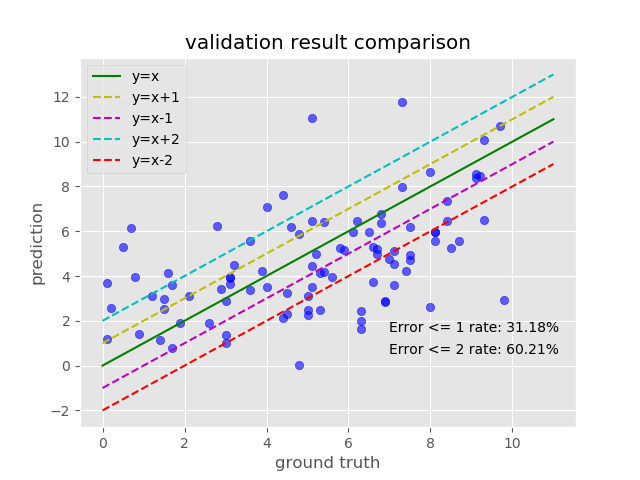 validation result comparison
y=x
y=x+1
y=x-1
y=x+2
y=x-2
12
10
8
6
4
2
0
−2
prediction
Error <= 1 rate: 31.18%
Error <= 2 rate: 60.21%
0 2 4 6 8 10
ground truth